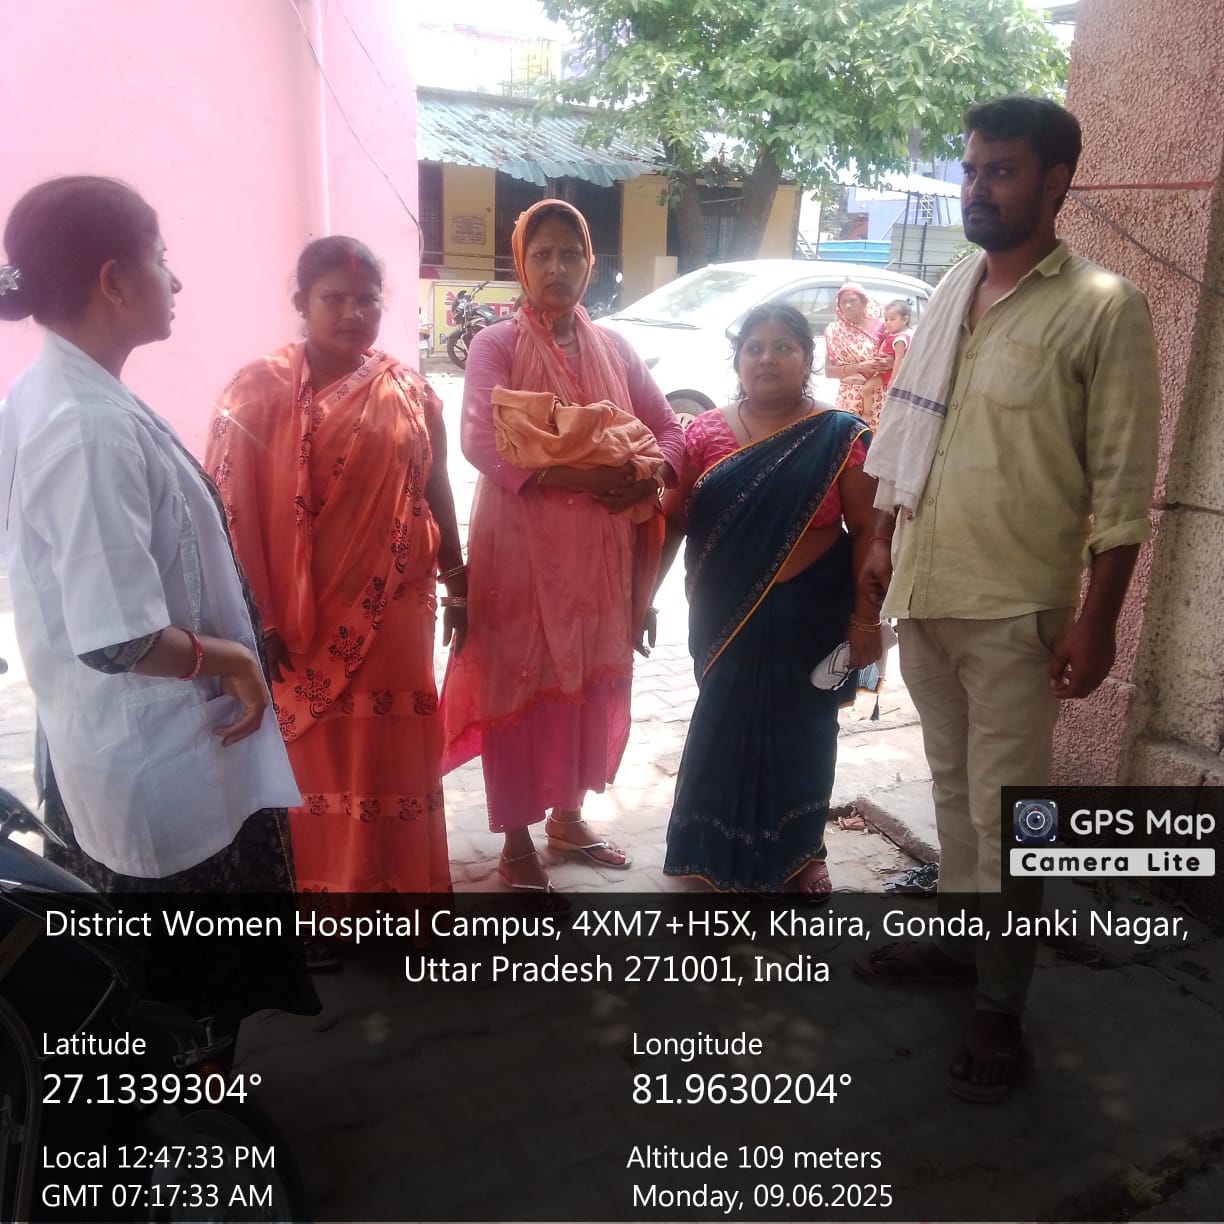 GPS Map
Camera Lite
District Women Hospital Campus, 4XM7+H5X, Khaira, Gonda, Janki Nagar,
Uttar Pradesh 271001, India
Latitude
27.1339304°
Longitude
81.9630204°
Local 12:47:33 PM
GMT 07:17:33 AM
Altitude 109 meters
Monday, 09.06.2025